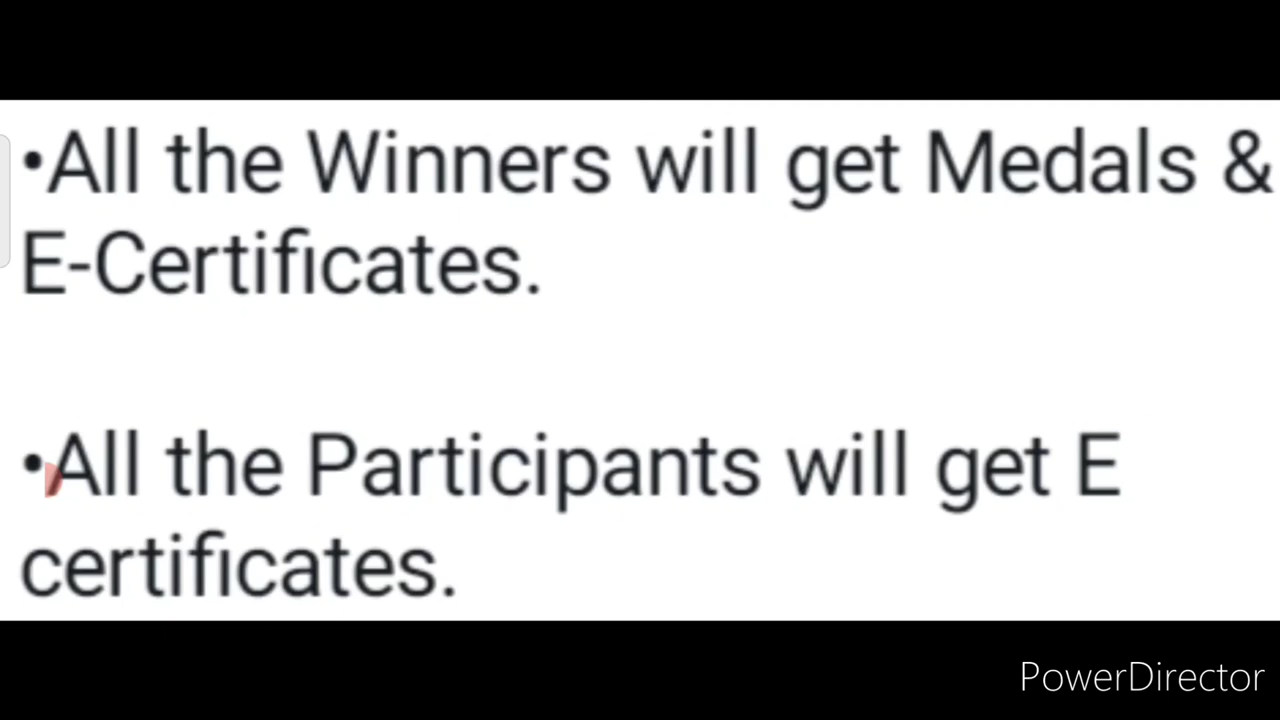 •All the Winners will get Medals &
E-Certificates.
•All the Participants will get E
certificates.
PowerDirector